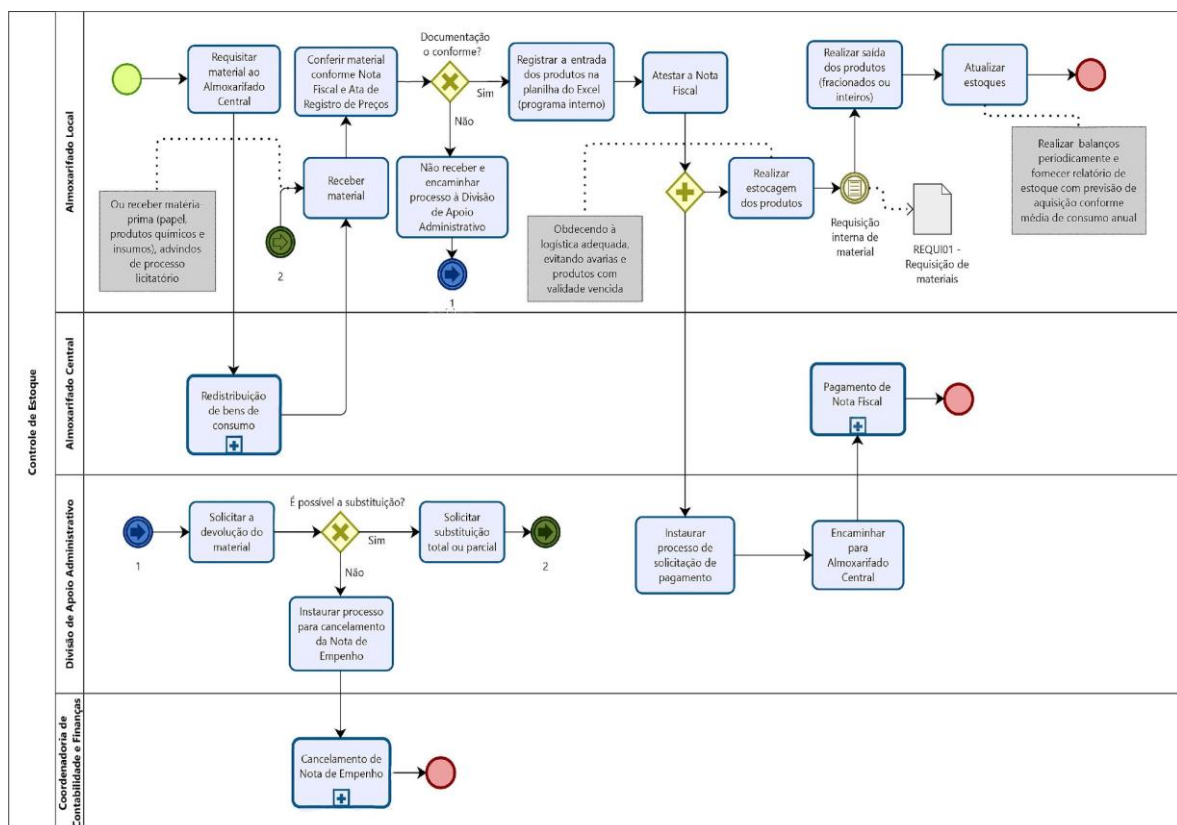 Controle de Estoque
Almoxarifado Local
Requisitar
material ao
Almoxarifado
Central
Conferir material
conforme Nota
Fiscal e Ata de
Registro de Preços
Documentação
o conforme?
Sim
Não
Registrar a entrada
dos produtos na
planilha do Excel
(programa interno)
Atestar a Nota
Fiscal
Realizar saída
dos produtos
(fracionados ou
inteiros)
Atualizar
estoques
Ou receber matéria-
prima (papel,
produtos químicos
e insumos), advindos
de processo
licitatório
2
Receber
material
Não receber e
encaminhar
processo à Divisão
de Apoio
Administrativo
1
Obdecendo à
logística adequada,
evitando avarias e
produtos com
validade vencida
Realizar
estocagem
dos produtos
Requisição
interna de
material
REQUI01 -
Requisição de
materiais
Realizar balanços
periodicamente e
fornecer relatório de
estoque com previsão de
aquisição conforme
média de consumo anual
Almoxarifado Central
Redistribuição
de bens de
consumo
Pagamento de
Nota Fiscal
Divisão de Apoio Administrativo
1
Solicitar a
devolução do
material
É possível a substituição?
Sim
Não
Solicitar
substituição
total ou parcial
2
Instaurar processo
para cancelamento
da Nota de
Empenho
Instaurar
processo de
solicitação de
pagamento
Encaminhar
para
Almoxarifado
Central
Coordenadoria de
Contabilidade e Finanças
Cancelamento de
Nota de Empenho